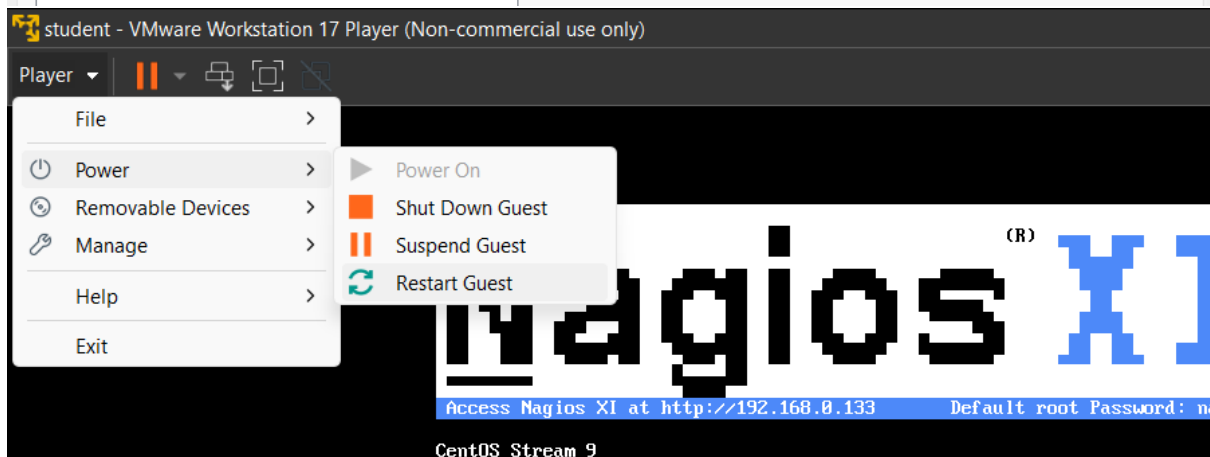 student - VMware Workstation 17 Player (Non-commercial use only)
Player
File
Power
Removable Devices
Manage
Help
Exit
Power On
Shut Down Guest
Suspend Guest
Restart Guest
(R)
Nagios XI
Access Nagios XI at http://192.168.0.133 Default root Password:
CentOS Stream 9